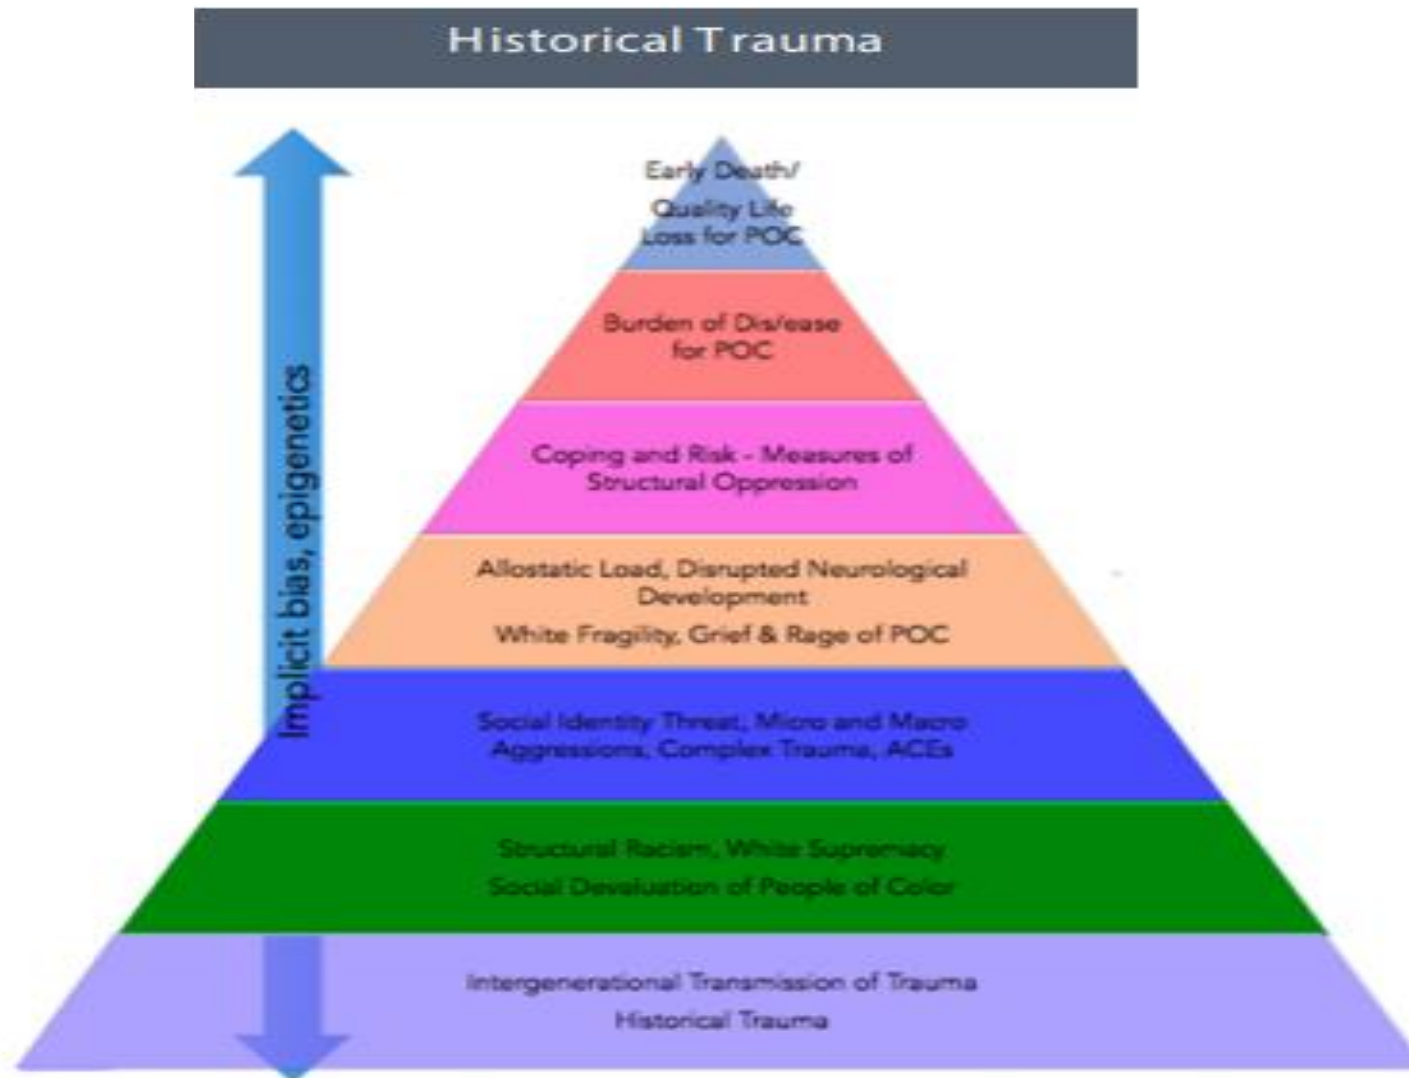 Historical Trauma
Early Death/
Quality Life
Loss for POC
Burden of Dis/ease
for POC
Coping and Risk - Measures of
Structural Oppression
Allostatic Load, Disrupted Neurological
Development
White Fragility, Grief & Rage of POC
Social Identity Threat, Micro and Macro
Aggressions, Complex Trauma, ACEs
Structural Racism, White Supremacy
Social Devaluation of People of Color
Intergenerational Transmission of Trauma
Historical Trauma
Implicit bias, epigenetics